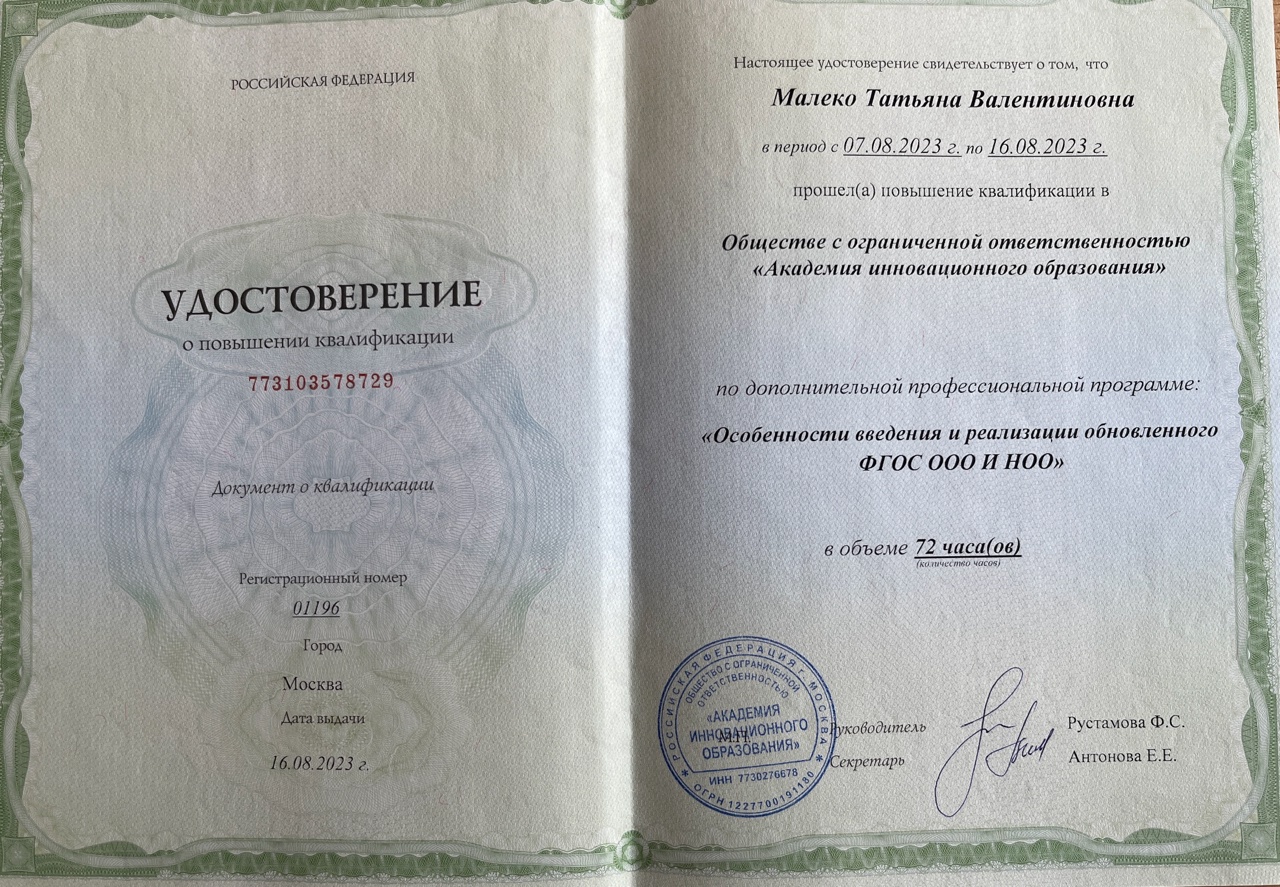 РОССИЙСКАЯ ФЕДЕРАЦИЯ
УДОСТОВЕРЕНИЕ
о повышении квалификации
773103578729
Документ о квалификации
Регистрационный номер
01196
Город
Москва
Дата выдачи
16.08.2023 г.
Настоящее удостоверение свидетельствует о том, что
Малеко Татьяна Валентиновна
в период с 07.08.2023 г. по 16.08.2023 г.
прошел(а) повышение квалификации в
Обществе с ограниченной ответственностью
«Академия инновационного образования»
по дополнительной профессиональной программе:
«Особенности введения и реализации обновленного
ФГОС ООО И НОО»
в объеме 72 часа(ов)
(количество часов)
РОССИЙСКАЯ ФЕДЕРАЦИЯ г. МОСКВА
ОБЩЕСТВО С ОГРАНИЧЕННОЙ
ОТВЕТСТВЕННОСТЬЮ
«АКАДЕМИЯ
ИННОВАЦИОННОГО
ОБРАЗОВАНИЯ»
ИНН 7730276678
ОГРН 1227700191180
М.П.
Руководитель
Рустамова Ф.С.
Секретарь
Антонова Е.Е.